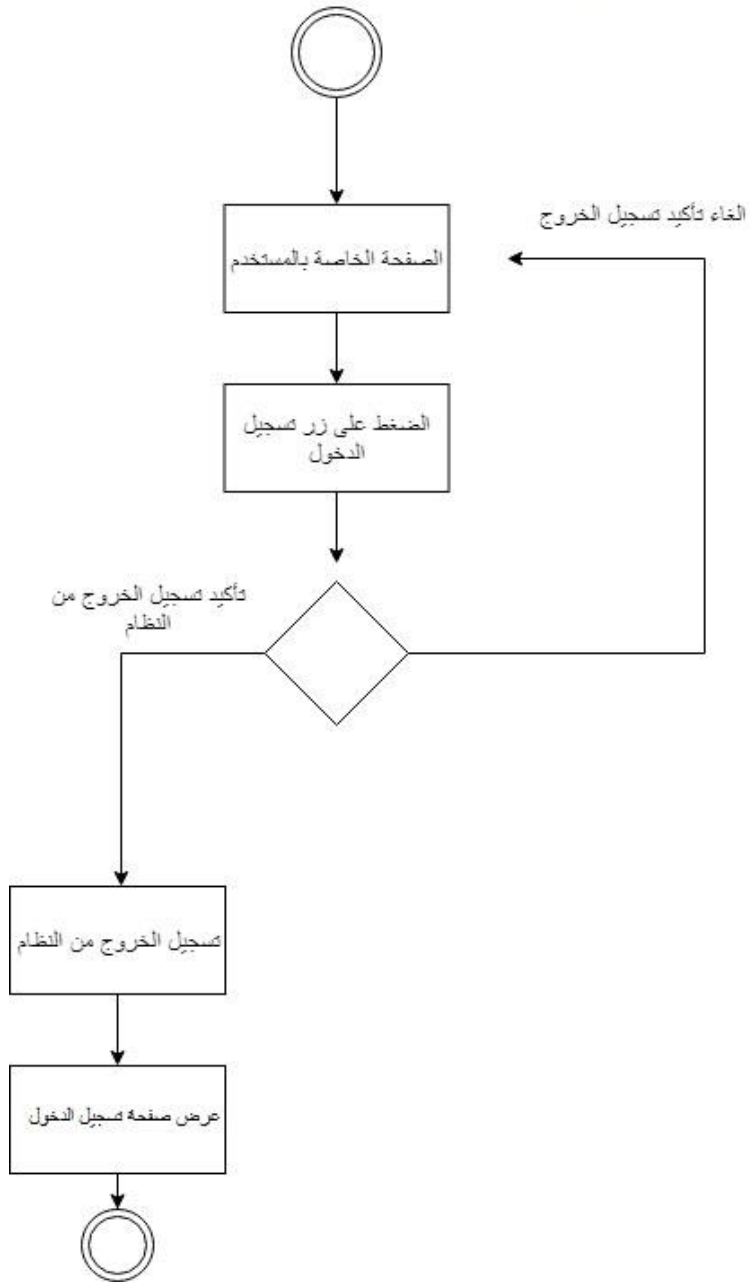 الغاء تأكيد تسجيل الخروج
الصفحة الخاصة بالمستخدم
الضغط على زر تسجيل
الدخول
تأكيد تسجيل الخروج من
النظام
تسجيل الخروج من النظام
عرض صفحة تسجيل الدخول